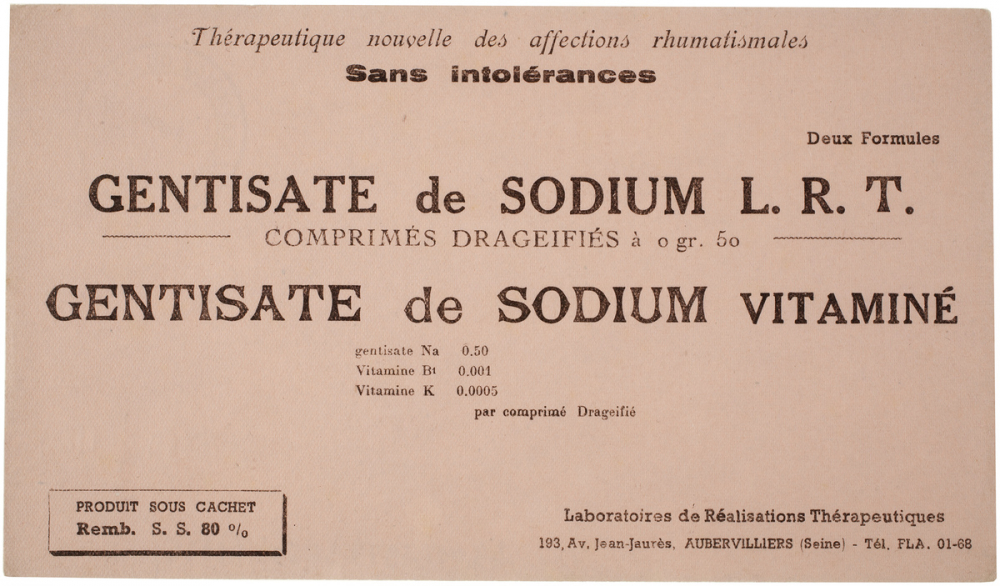 Thérapeutique nouvelle des affections rhumatismales
Sans intolérances
Deux Formules
GENTISATE de SODIUM L. R. T.
COMPRIMÉS DRAGEIFIÉS à 0 gr. 50
GENTISATE de SODIUM VITAMINÉ
gentisate Na 0.50
Vitamine B1 0.001
Vitamine K 0.0005
par comprimé Drageifié
PRODUIT SOUS CACHET
Remb. S. S. 80 %
Laboratoires de Réalisations Thérapeutiques
193, Av. Jean-Jaurès, AUBERVILLIERS (Seine) - Tél. FLA. 01-68